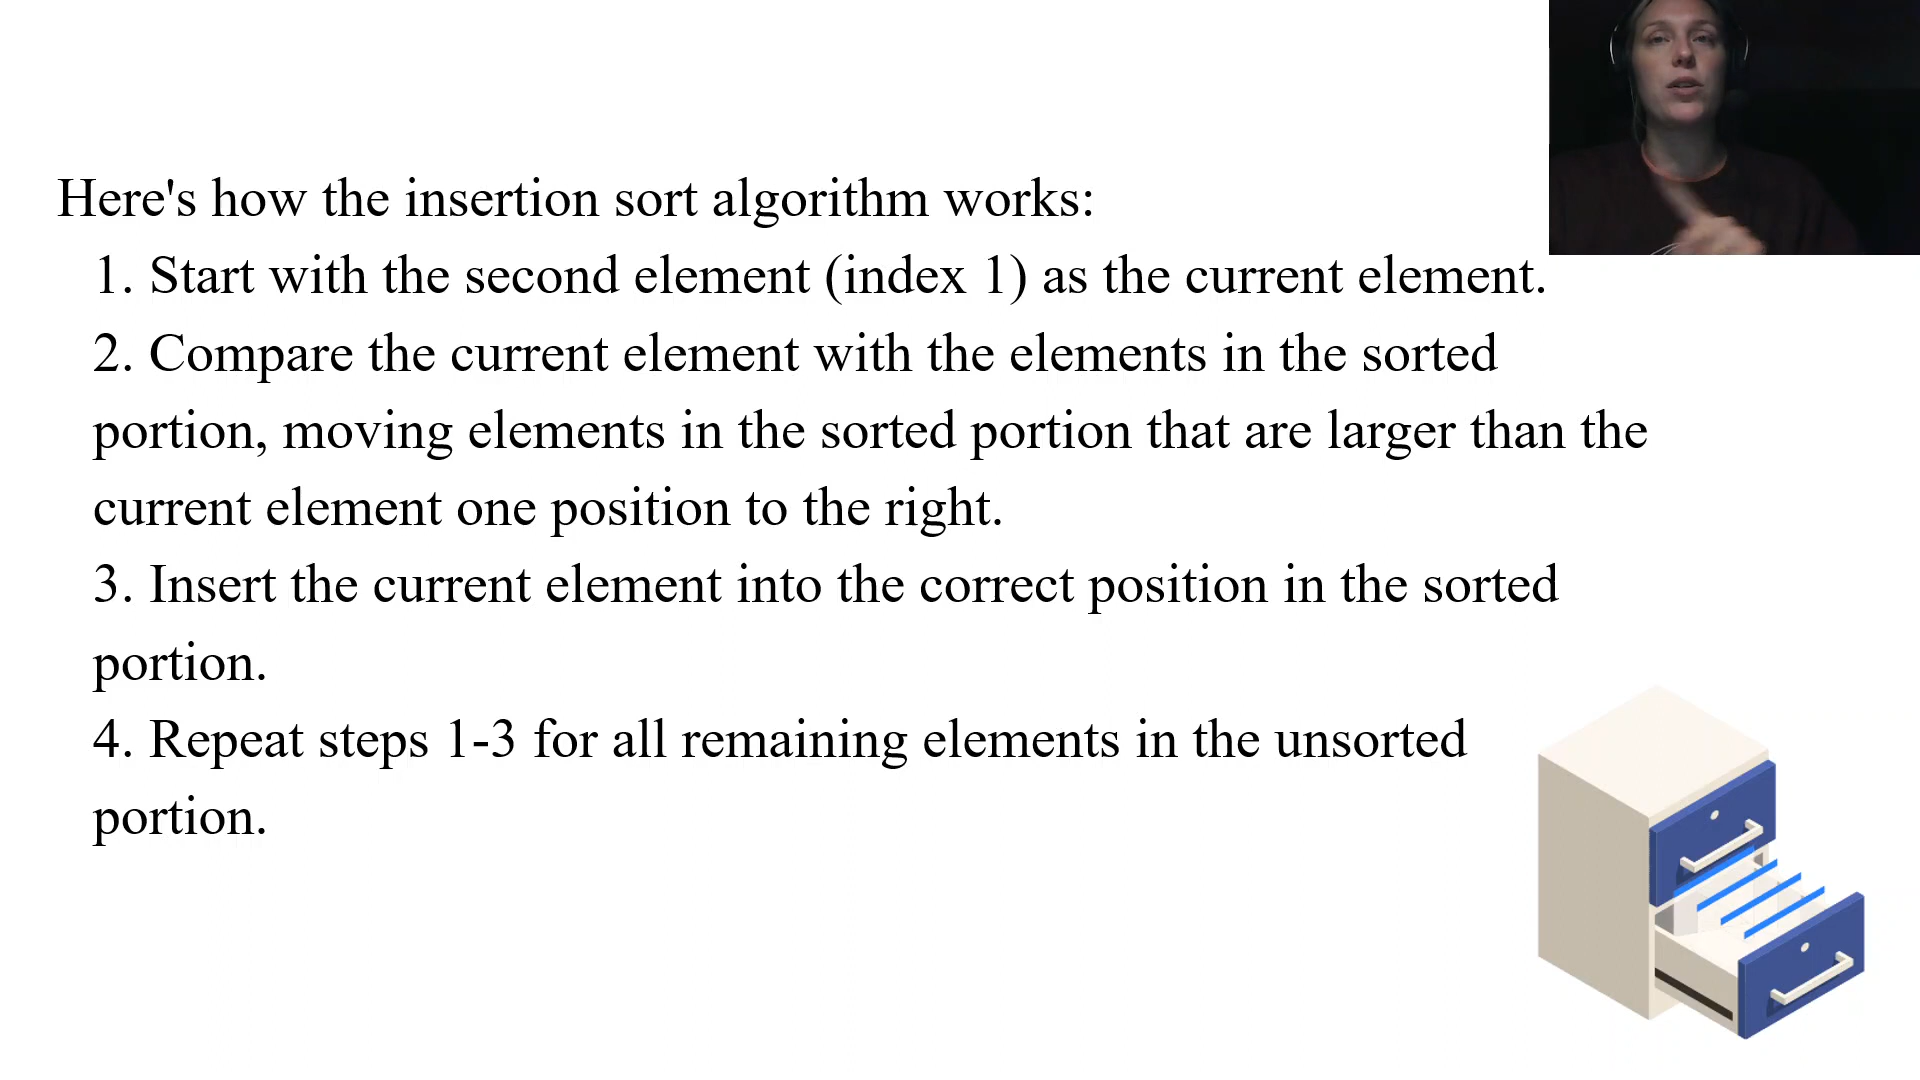 Here's how the insertion sort algorithm works:
1. Start with the second element (index 1) as the current element.
2. Compare the current element with the elements in the sorted
portion, moving elements in the sorted portion that are larger than the
current element one position to the right.
3. Insert the current element into the correct position in the sorted
portion.
4. Repeat steps 1-3 for all remaining elements in the unsorted
portion.